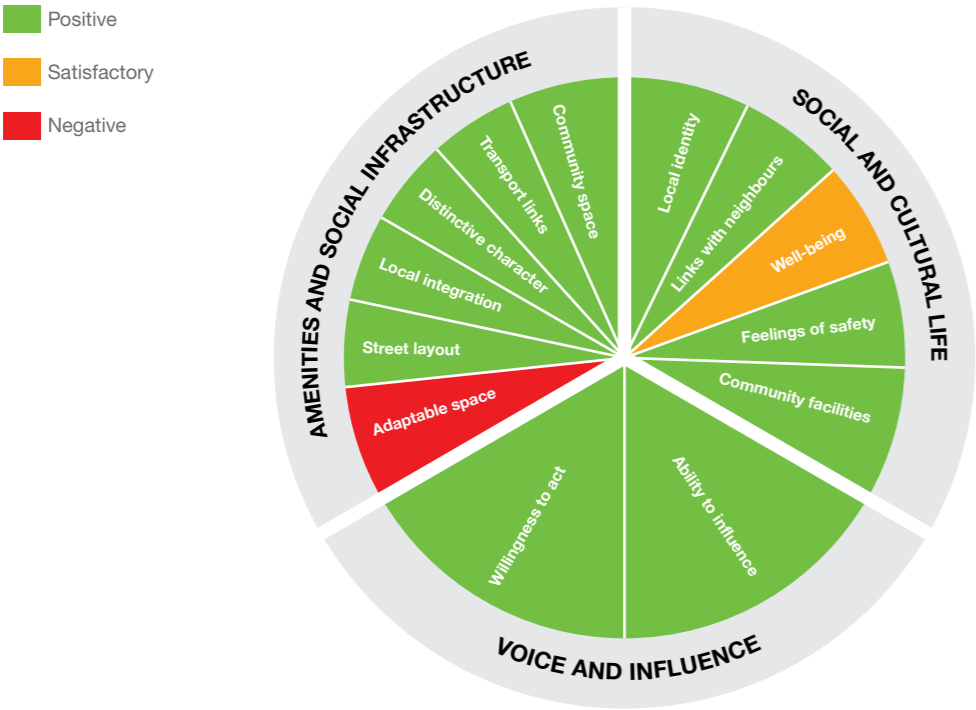 Positive
Satisfactory
Negative
AMENITIES AND SOCIAL INFRASTRUCTURE
SOCIAL AND CULTURAL LIFE
VOICE AND INFLUENCE
Community space
Transport links
Distinctive character
Local integration
Street layout
Adaptable space
Local identity
Links with neighbours
Well-being
Feelings of safety
Community facilities
Willingness to act
Ability to influence